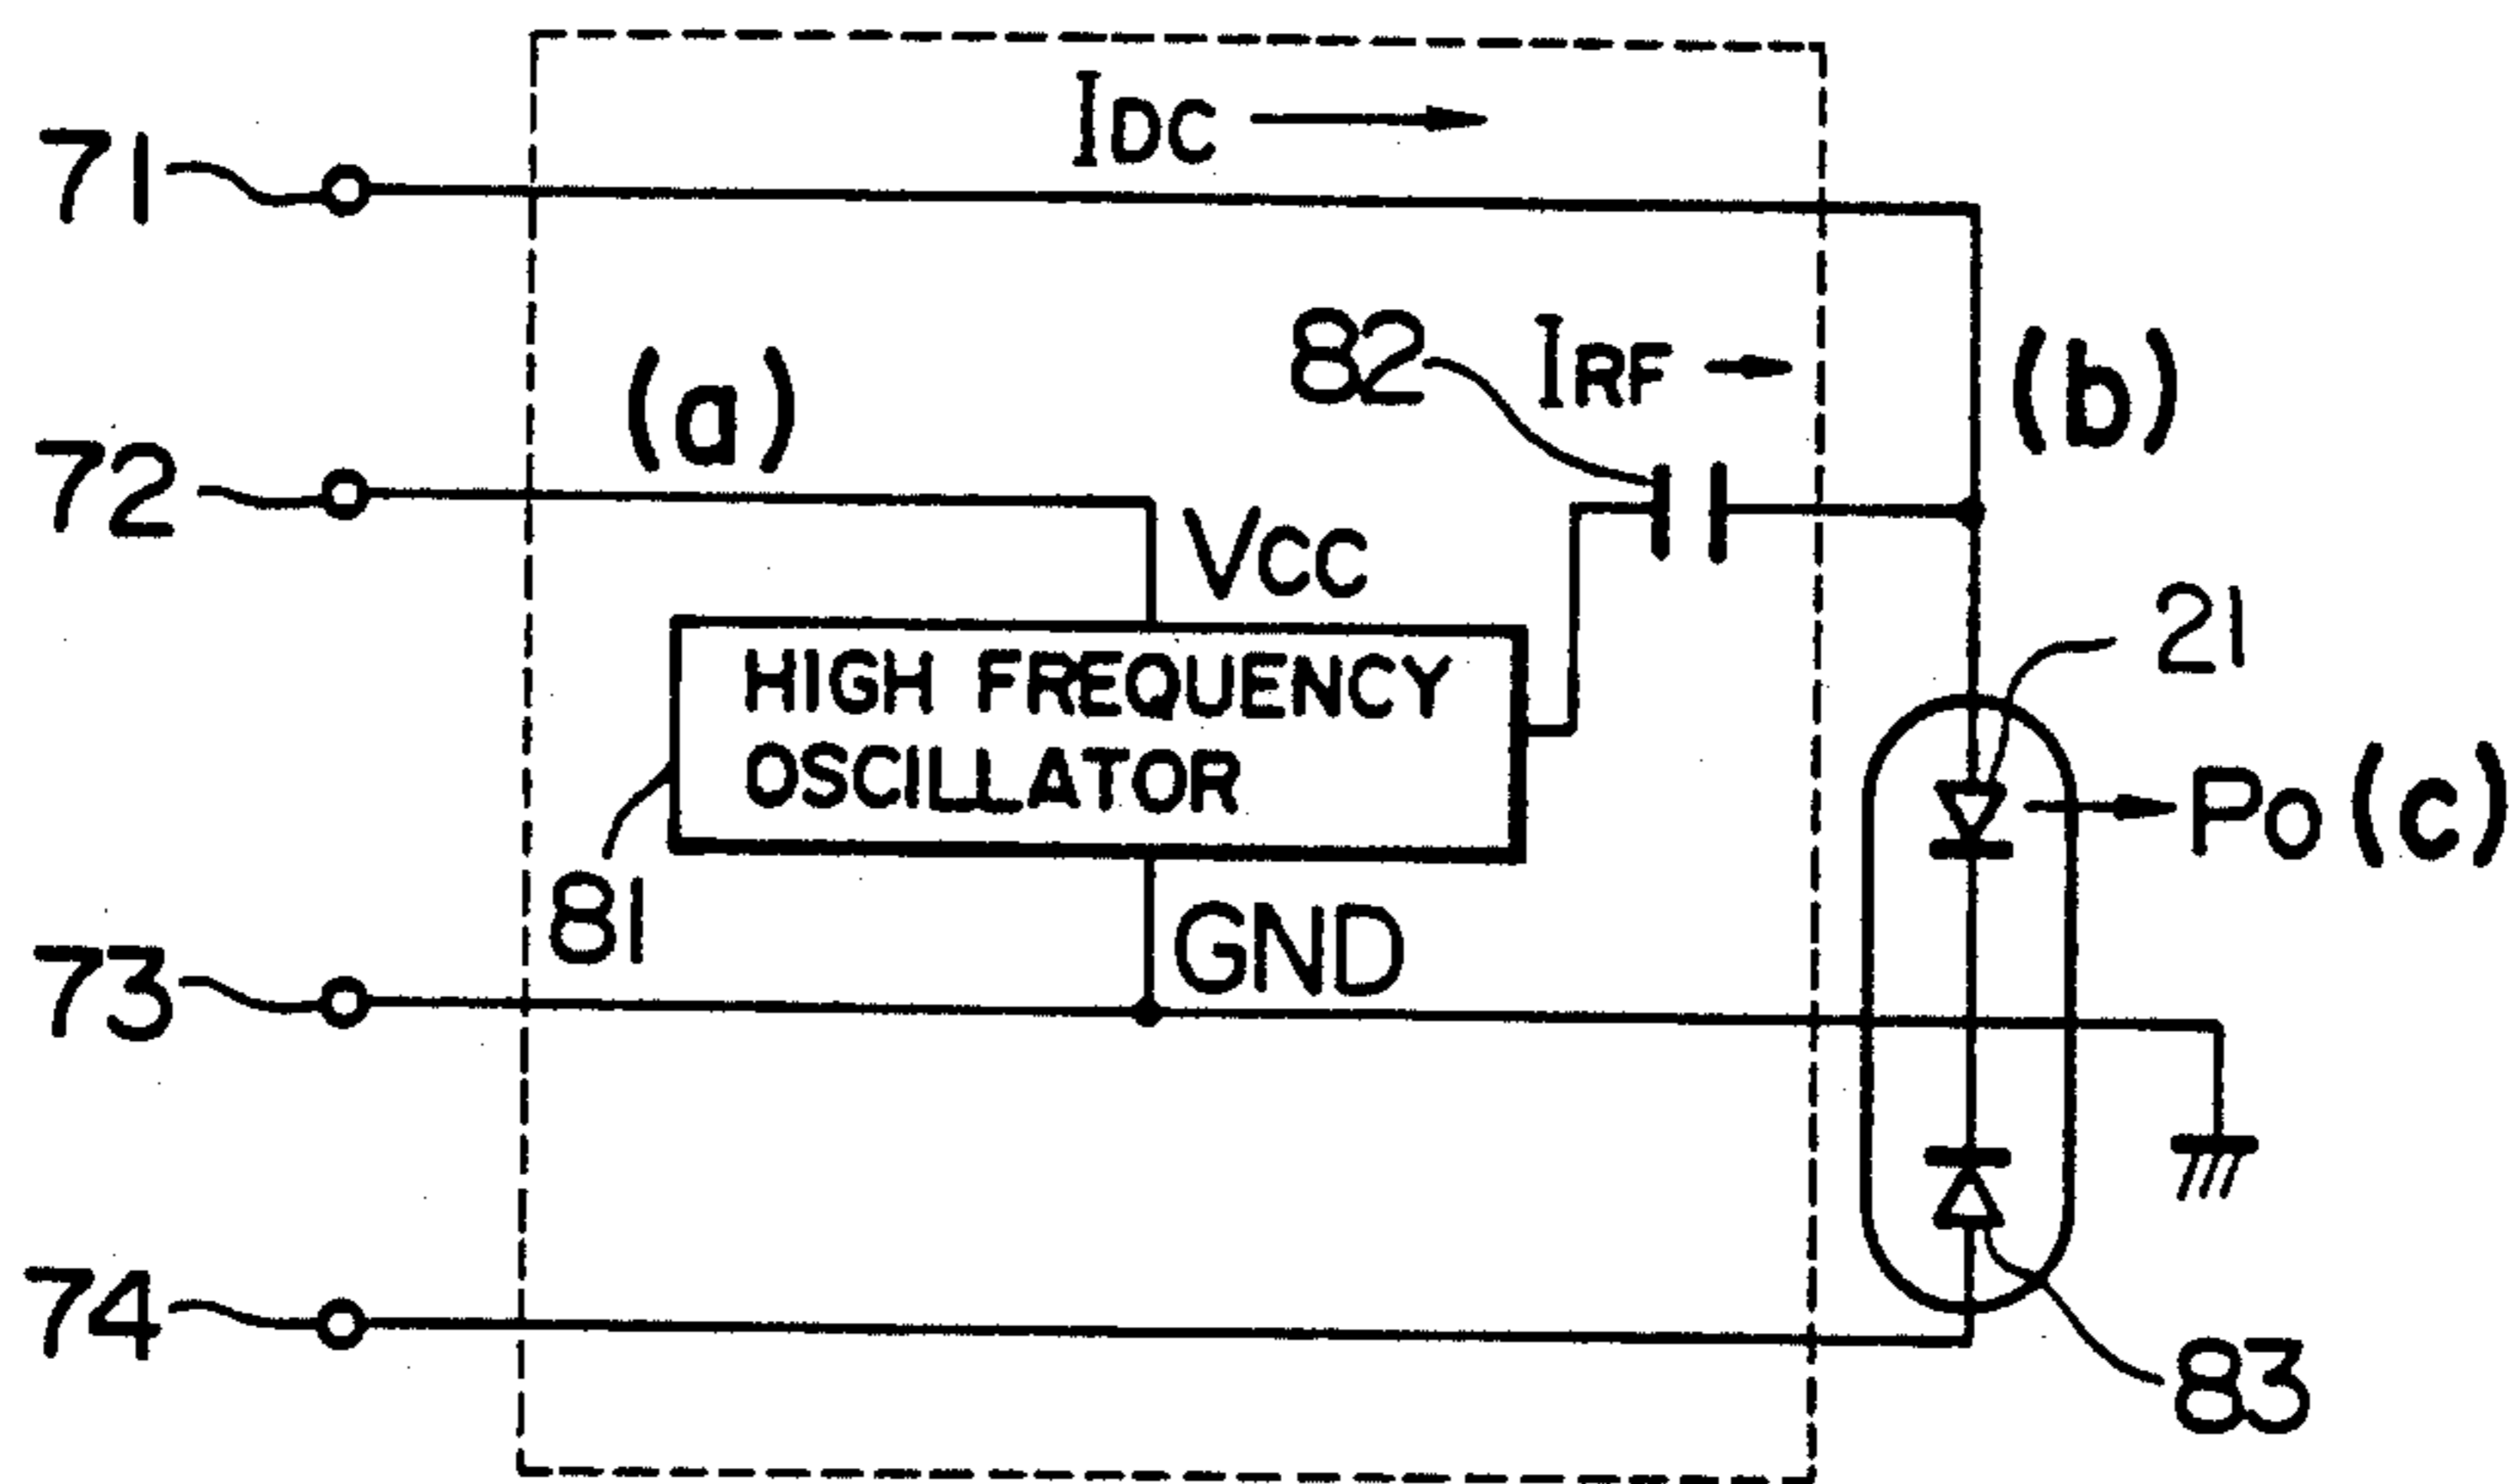 IDC
71
82
IRF
(a)
(b)
72
VCC
21
HIGH FREQUENCY
OSCILLATOR
PO (c)
81
GND
73
74
83